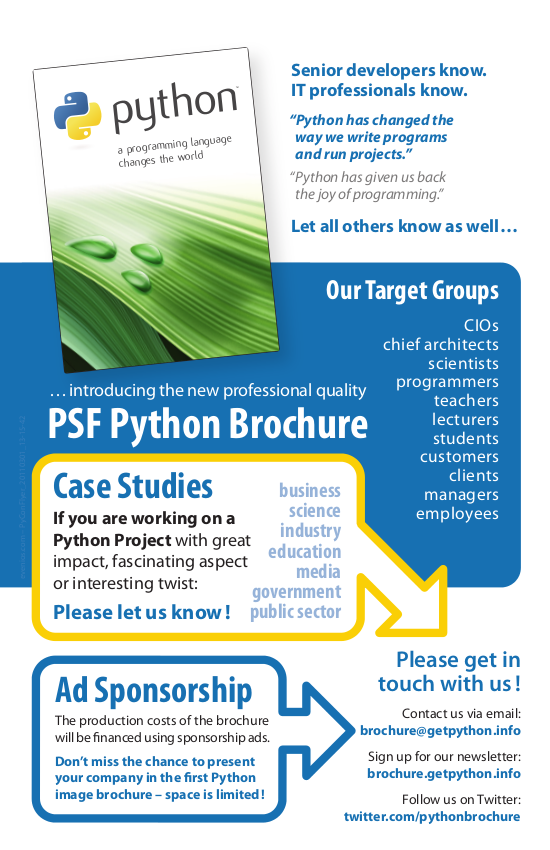 python
a programming language
changes the world
Senior developers know.
IT professionals know.
“Python has changed the
way we write programs
and run projects.”
“Python has given us back
the joy of programming.”
Let all others know as well…
Our Target Groups
CIOs
chief architects
scientists
programmers
teachers
lecturers
students
customers
clients
managers
employees
…introducing the new professional quality
PSF Python Brochure
Case Studies
If you are working on a
Python Project with great
impact, fascinating aspect
or interesting twist:
Please let us know!
business
science
industry
education
media
government
public sector
Ad Sponsorship
The production costs of the brochure
will be financed using sponsorship ads.
Don’t miss the chance to present
your company in the first Python
image brochure – space is limited!
Please get in
touch with us!
Contact us via email:
brochure@getpython.info
Sign up for our newsletter:
brochure.getpython.info
Follow us on Twitter:
twitter.com/pythonbrochure